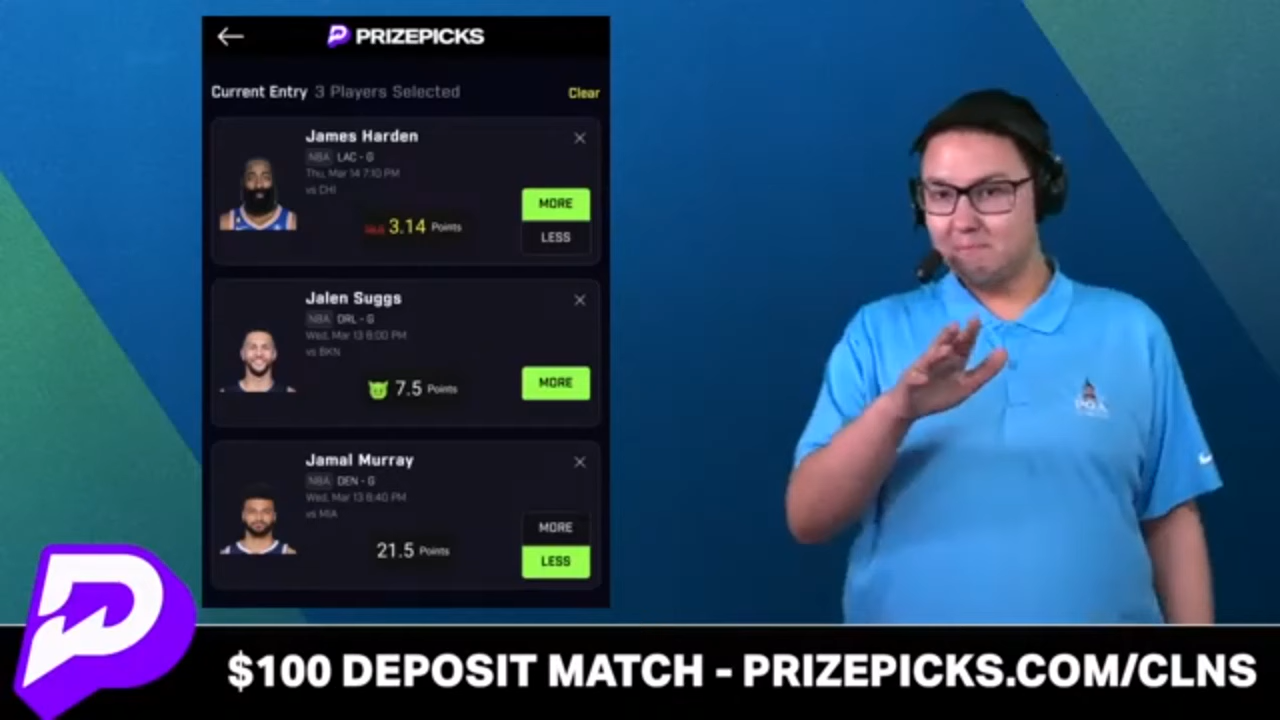 PRIZEPICKS
Current Entry 3 Players Selected
Clear
James Harden
NBA LAC - G
Thu, Mar 14 7:10 PM
vs CHI
3.14 Points
MORE
LESS
Jalen Suggs
NBA ORL - G
Wed, Mar 13 8:00 PM
vs BKN
7.5 Points
MORE
Jamal Murray
NBA DEN - G
Wed, Mar 13 8:40 PM
vs MIA
21.5 Points
MORE
LESS
$100 DEPOSIT MATCH - PRIZEPICKS.COM/CLNS